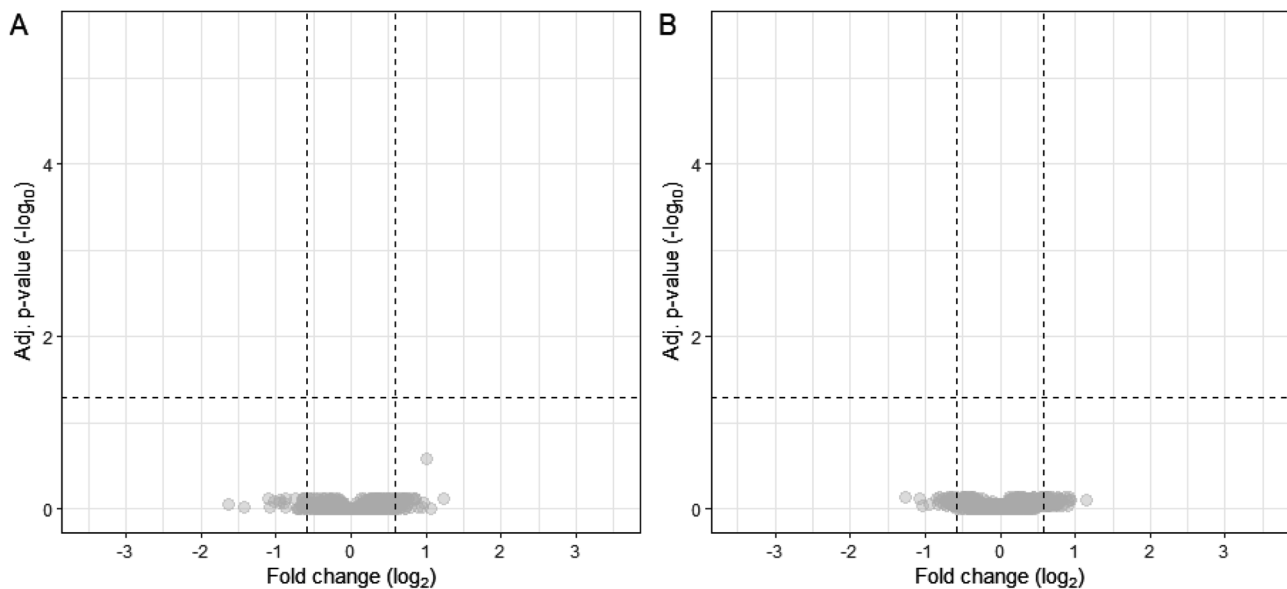 A
Adj. p-value (-log₁₀)
4
2
0
-3 -2 -1 0 1 2 3
Fold change (log₂)
B
Adj. p-value (-log₁₀)
4
2
0
-3 -2 -1 0 1 2 3
Fold change (log₂)